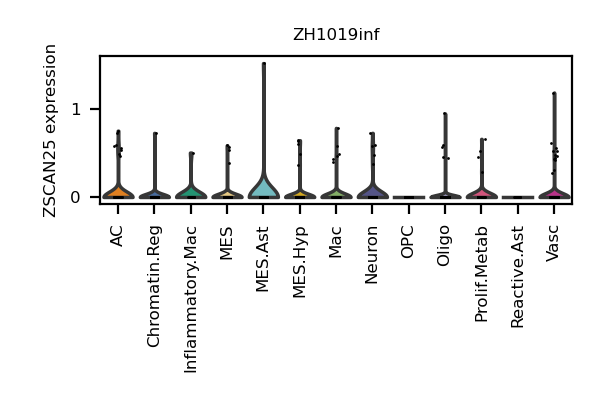 ZH1019inf
ZSCAN25 expression
1
0
AC
Chromatin.Reg
Inflammatory.Mac
MES
MES.Ast
MES.Hyp
Mac
Neuron
OPC
Oligo
Prolif.Metab
Reactive.Ast
Vasc